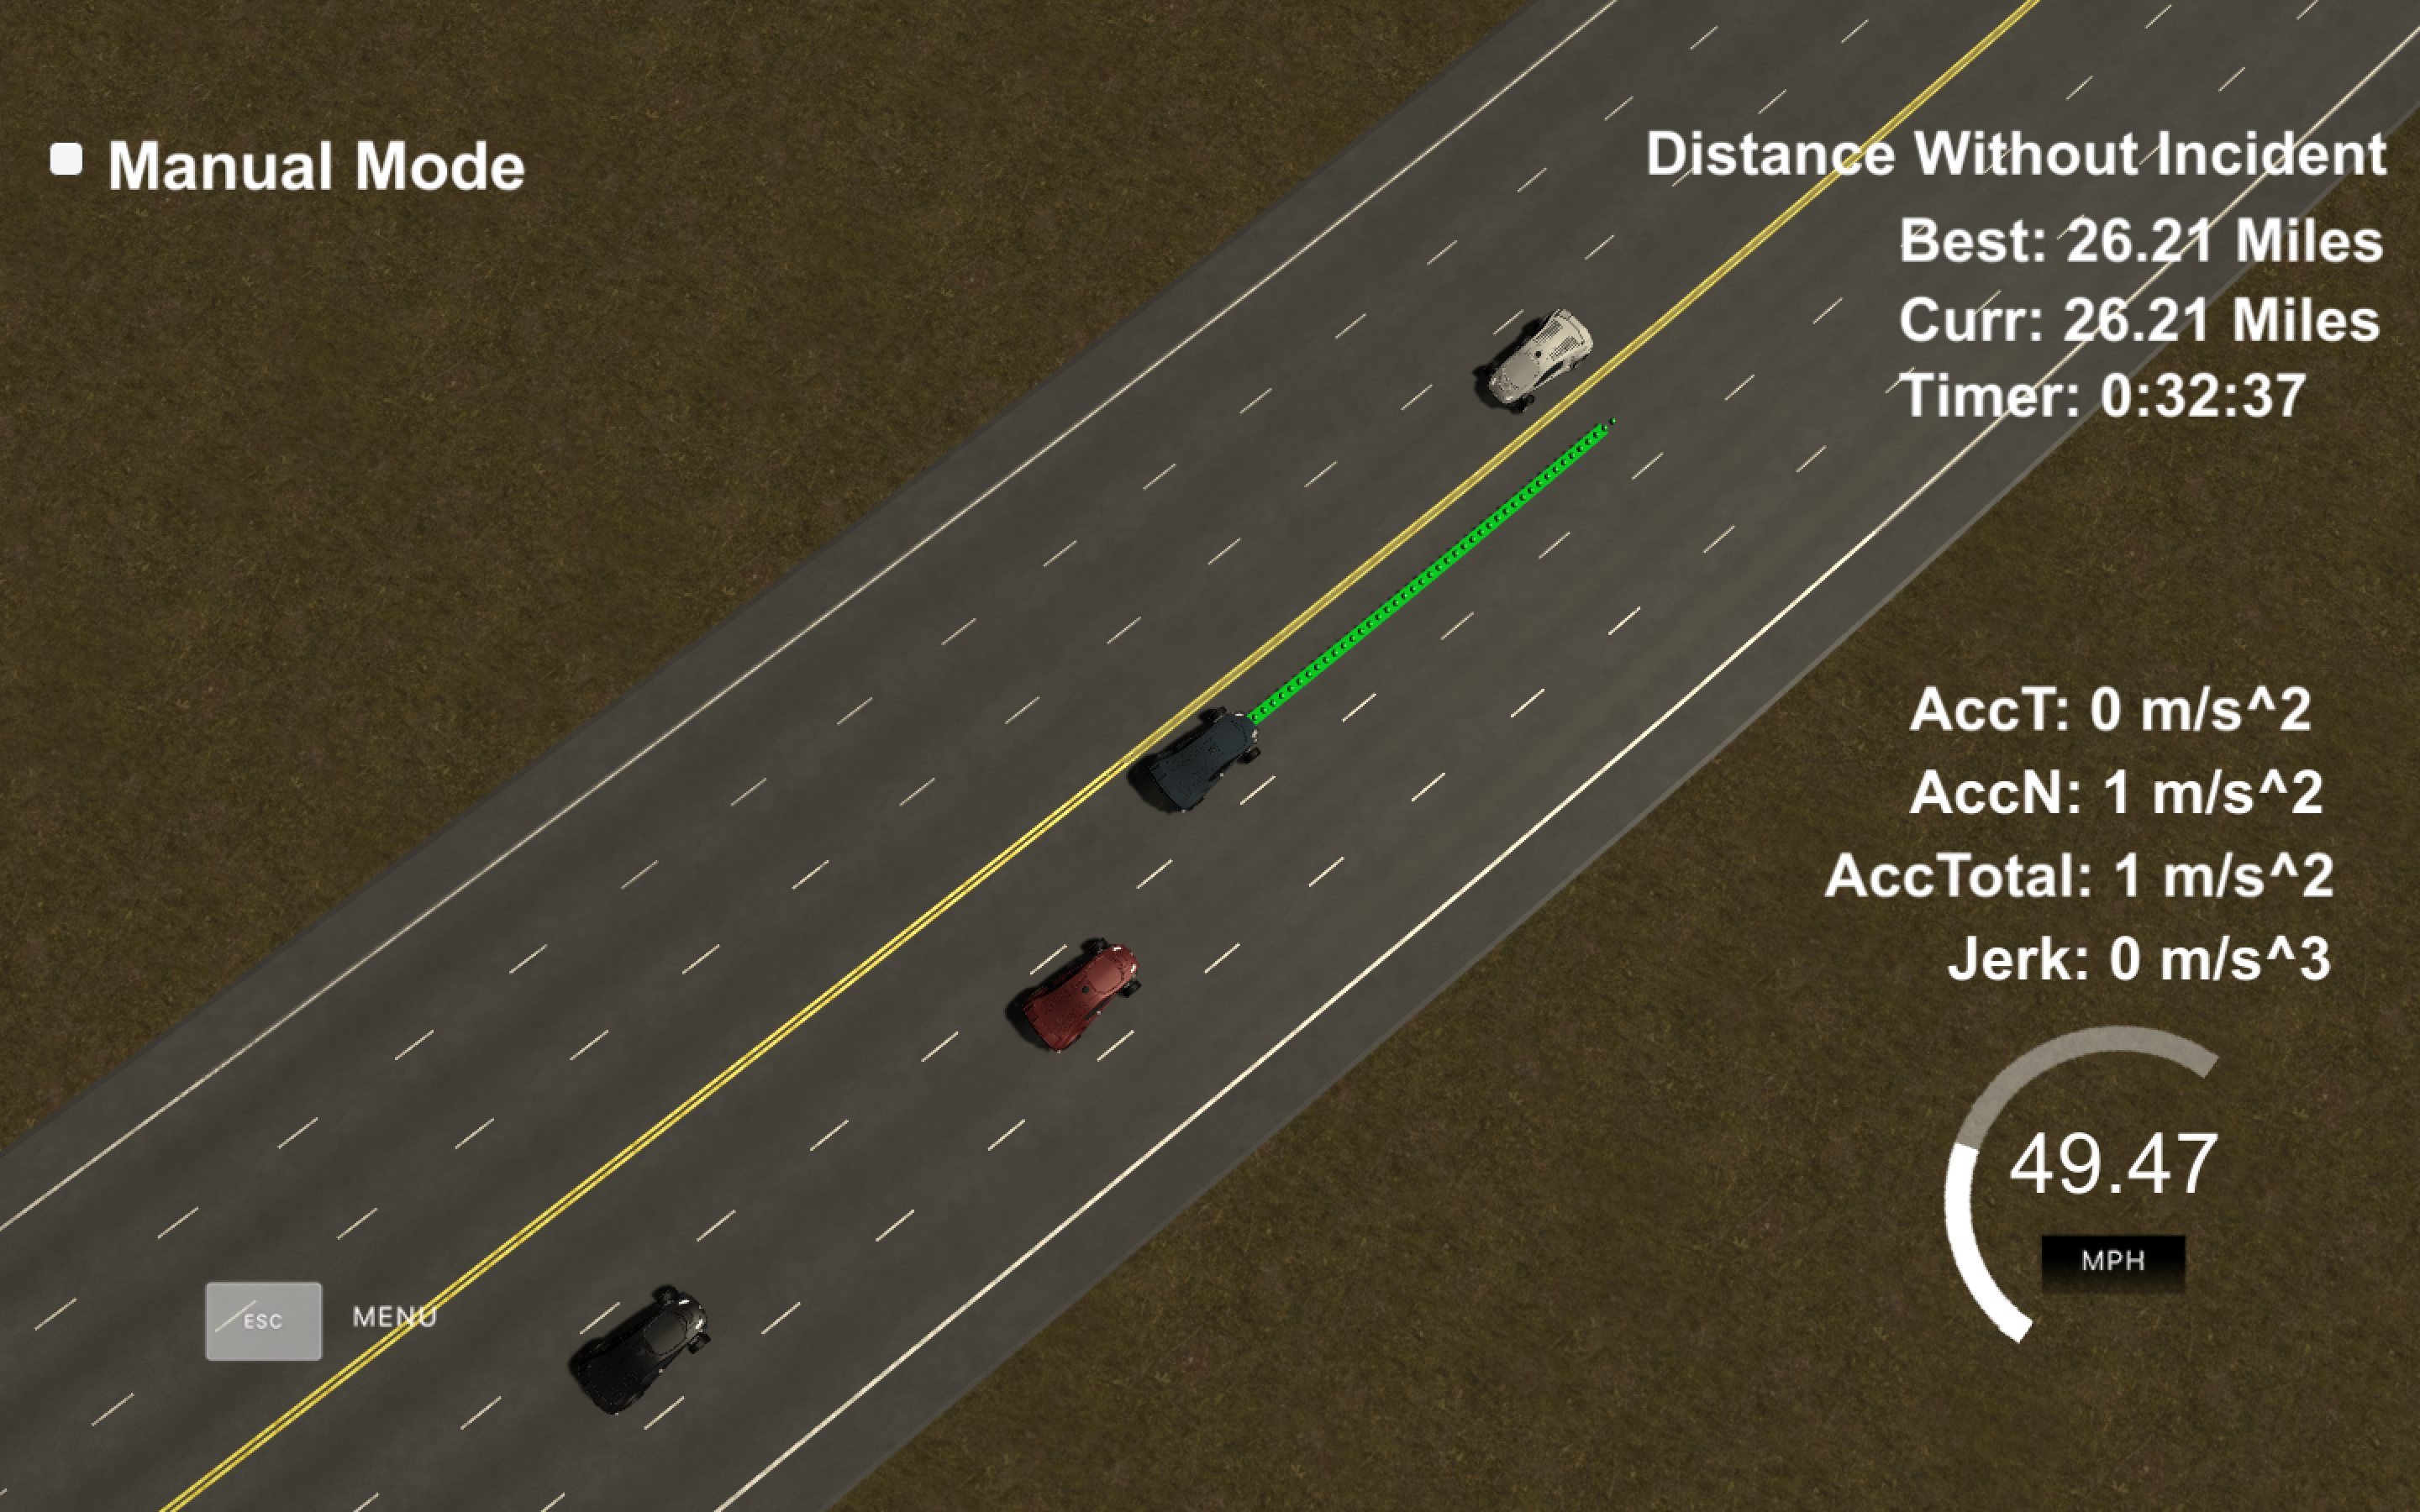 Manual Mode
Distance Without Incident
Best: 26.21 Miles
Curr: 26.21 Miles
Timer: 0:32:37
AccT: 0 m/s^2
AccN: 1 m/s^2
AccTotal: 1 m/s^2
Jerk: 0 m/s^3
49.47
MPH
ESC MENU